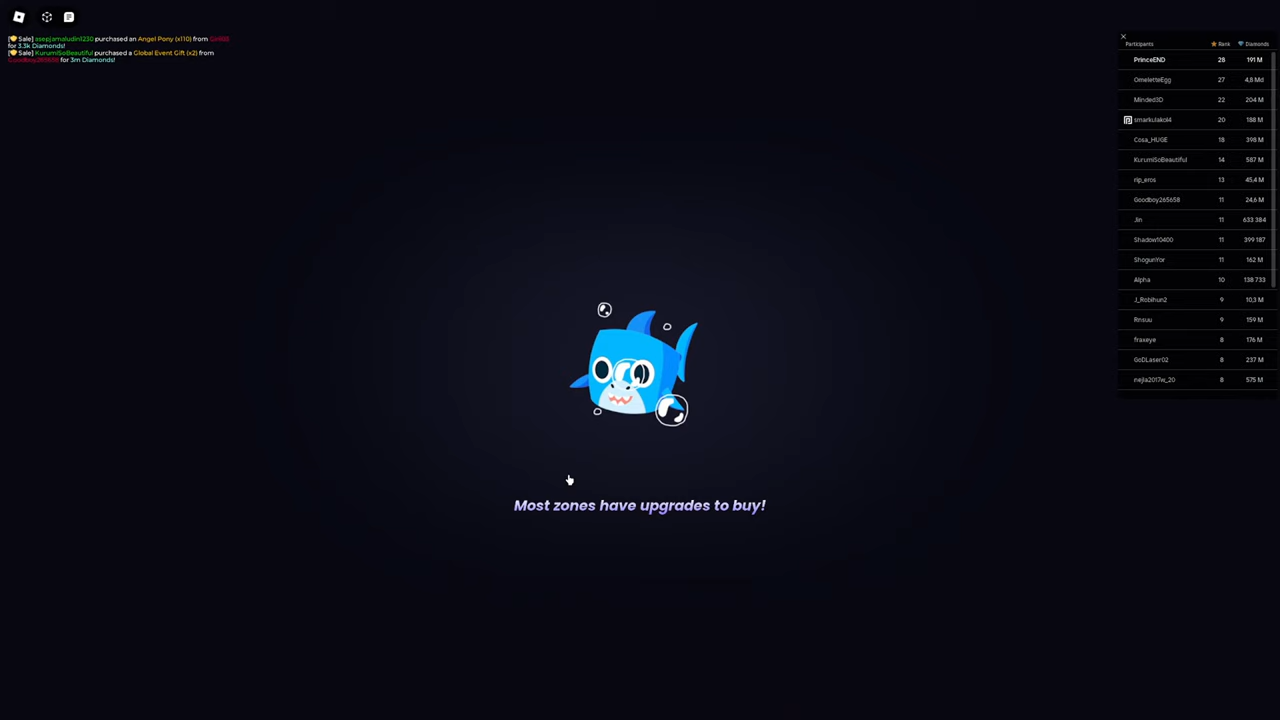 [🤝 Sale] asepjamaludin1230 purchased an Angel Pony (x110) from
for 3.3k Diamonds!
[🤝 Sale] KurumiSoBeautiful purchased a Global Event Gift (x2) from
for 3m Diamonds!
Participants Rank Diamonds
PrinceEND 28 191 M
OmeletteEgg 27 4,8 Md
Minded3D 22 204 M
smarkulakol4 20 188 M
Cosa_HUGE 18 398 M
KurumiSoBeautiful 14 587 M
rip_eros 13 45,4 M
Goodboy265658 11 24,6 M
Jin 11 633 384
Shadow10400 11 399 187
ShogunYor 11 162 M
Alpha 10 138 733
J_Robihun2 9 10,3 M
Rnsuu 9 159 M
fraxeye 8 176 M
GoDLaser02 8 237 M
nejla2017w_20 8 575 M
Most zones have upgrades to buy!